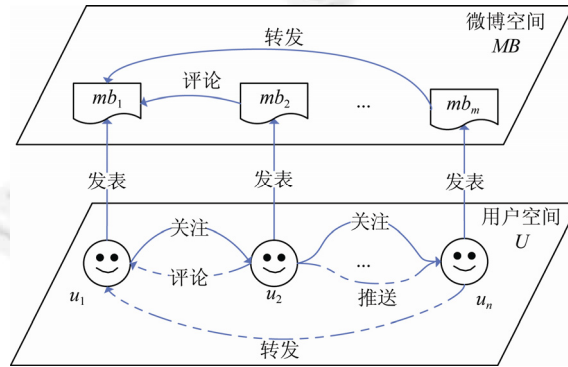 微博空间
MB
转发
评论
mb1
mb2
...
mbm
发表
发表
发表
用户空间
U
关注
关注
评论
...
推送
u1
u2
un
转发